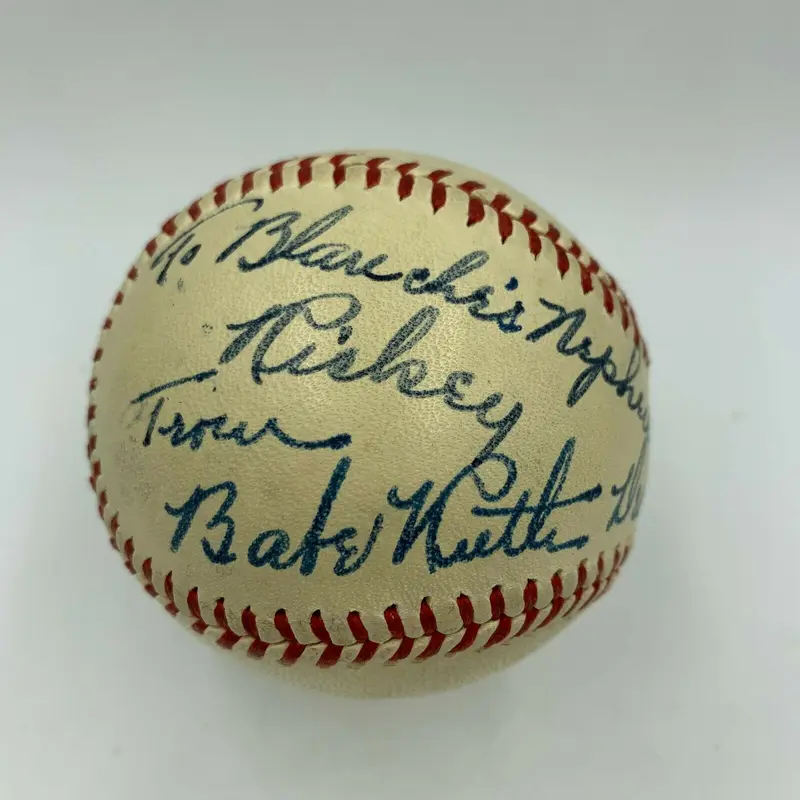 To Blanche's Nephew
Rickey
From
Babe Ruth